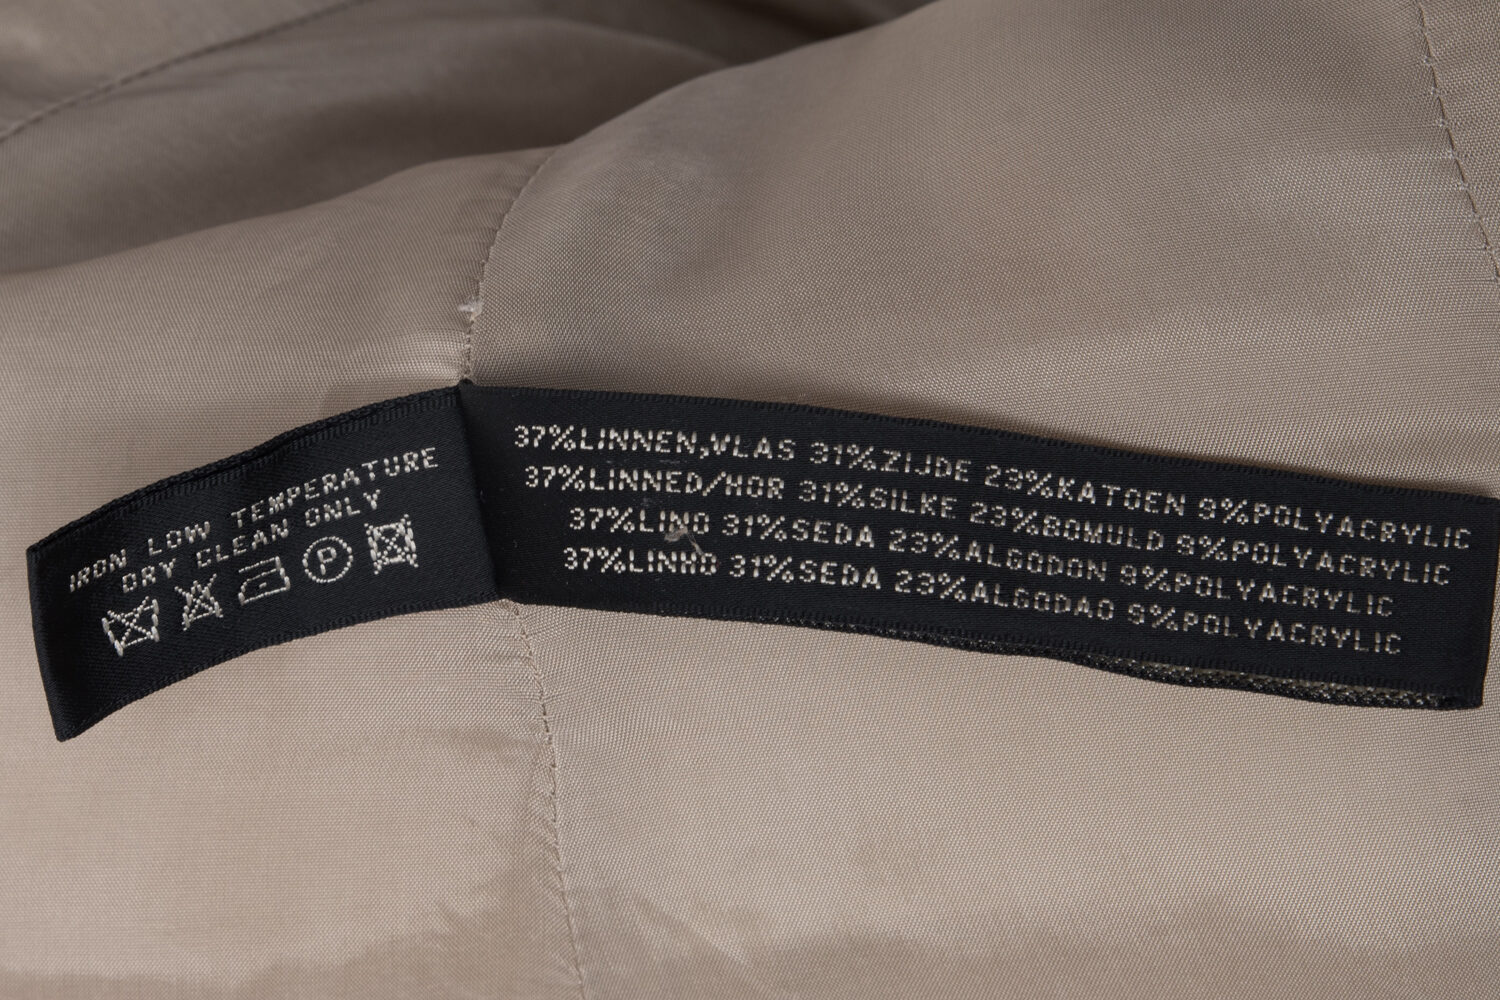 IRON LOW TEMPERATURE
DRY CLEAN ONLY
P
37%LINNEN,VLAS 31%ZIJDE 23%KATOEN 9%POLYACRYLIC
37%LINNED/HOR 31%SILKE 23%BOMULD 9%POLYACRYLIC
37%LINO 31%SEDA 23%ALGODON 9%POLYACRYLIC
37%LINHO 31%SEDA 23%ALGODAO 9%POLYACRYLIC